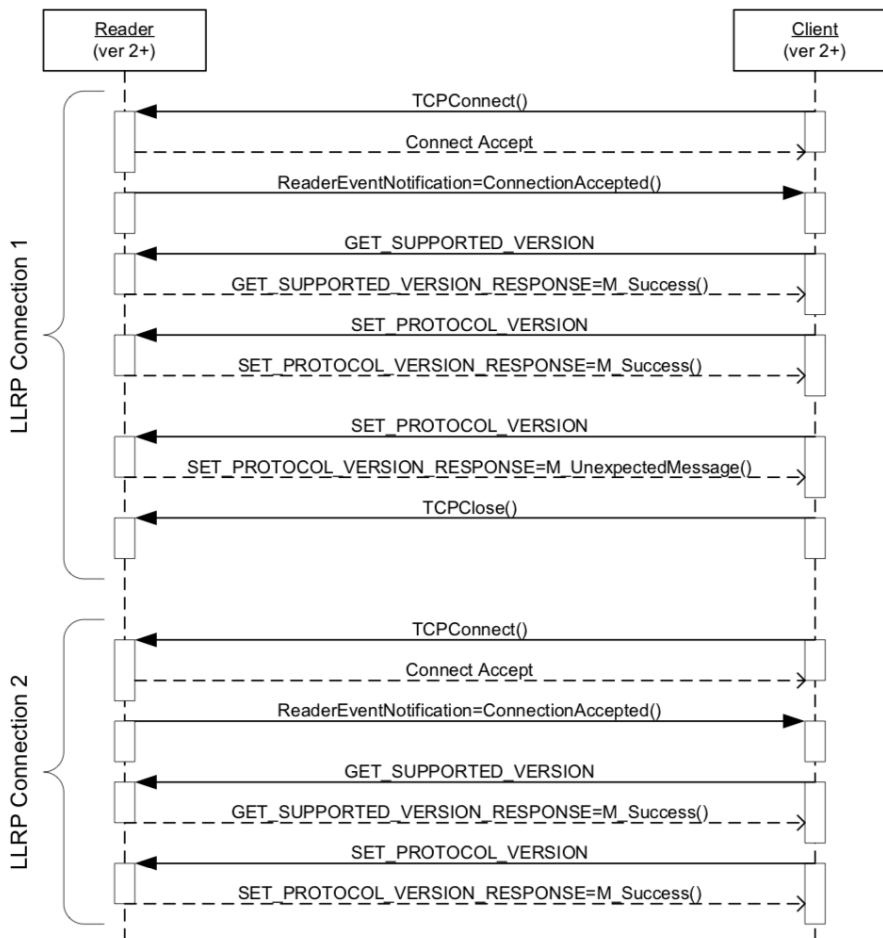 Reader
(ver 2+)
Client
(ver 2+)
LLRP Connection 1
TCPConnect()
Connect Accept
ReaderEventNotification=ConnectionAccepted()
GET_SUPPORTED_VERSION
GET_SUPPORTED_VERSION_RESPONSE=M_Success()
SET_PROTOCOL_VERSION
SET_PROTOCOL_VERSION_RESPONSE=M_Success()
SET_PROTOCOL_VERSION
SET_PROTOCOL_VERSION_RESPONSE=M_UnexpectedMessage()
TCPClose()
LLRP Connection 2
TCPConnect()
Connect Accept
ReaderEventNotification=ConnectionAccepted()
GET_SUPPORTED_VERSION
GET_SUPPORTED_VERSION_RESPONSE=M_Success()
SET_PROTOCOL_VERSION
SET_PROTOCOL_VERSION_RESPONSE=M_Success()